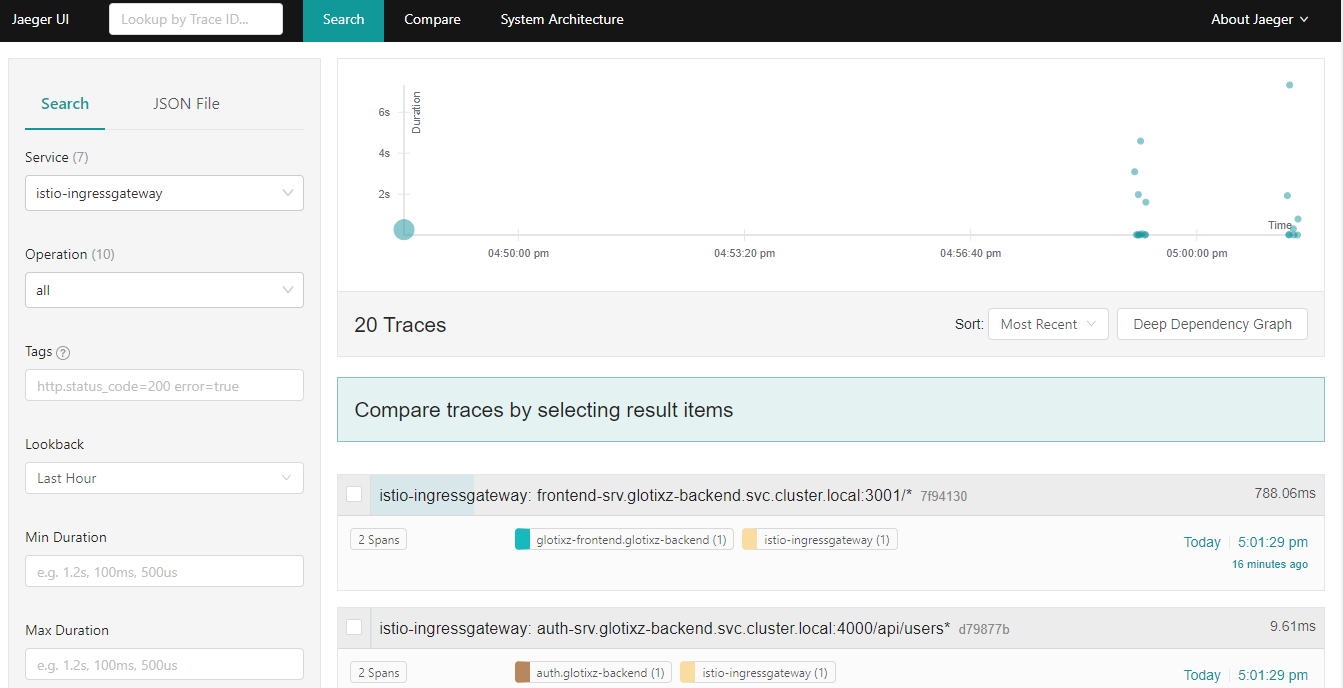 Jaeger UI Lookup by Trace ID... Search Compare System Architecture About Jaeger
Search JSON File
Service (7)
istio-ingressgateway
Operation (10)
all
Tags ?
http.status_code=200 error=true
Lookback
Last Hour
Min Duration
e.g. 1.2s, 100ms, 500us
Max Duration
e.g. 1.2s, 100ms, 500us
Duration
6s
4s
2s
Time
04:50:00 pm 04:53:20 pm 04:56:40 pm 05:00:00 pm
20 Traces Sort: Most Recent Deep Dependency Graph
Compare traces by selecting result items
istio-ingressgateway: frontend-srv.glotixz-backend.svc.cluster.local:3001/* 7f94130 788.06ms
2 Spans glotixz-frontend.glotixz-backend (1) istio-ingressgateway (1) Today 5:01:29 pm
16 minutes ago
istio-ingressgateway: auth-srv.glotixz-backend.svc.cluster.local:4000/api/users* d79877b 9.61ms
2 Spans auth.glotixz-backend (1) istio-ingressgateway (1) Today 5:01:29 pm